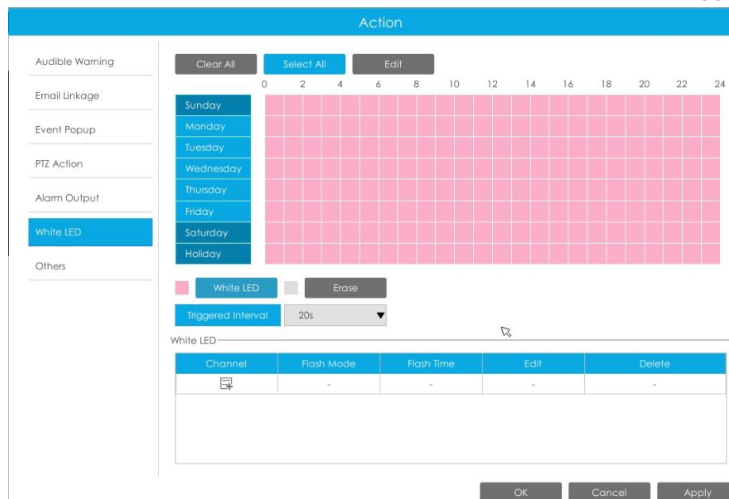 Action
Audible Warning
Email Linkage
Event Popup
PTZ Action
Alarm Output
White LED
Others
Clear All Select All Edit
0 2 4 6 8 10 12 14 16 18 20 22 24
Sunday
Monday
Tuesday
Wednesday
Thursday
Friday
Saturday
Holiday
White LED Erase
Triggered Interval 20s
White LED
Channel Flash Mode Flash Time Edit Delete
- - - -
OK Cancel Apply